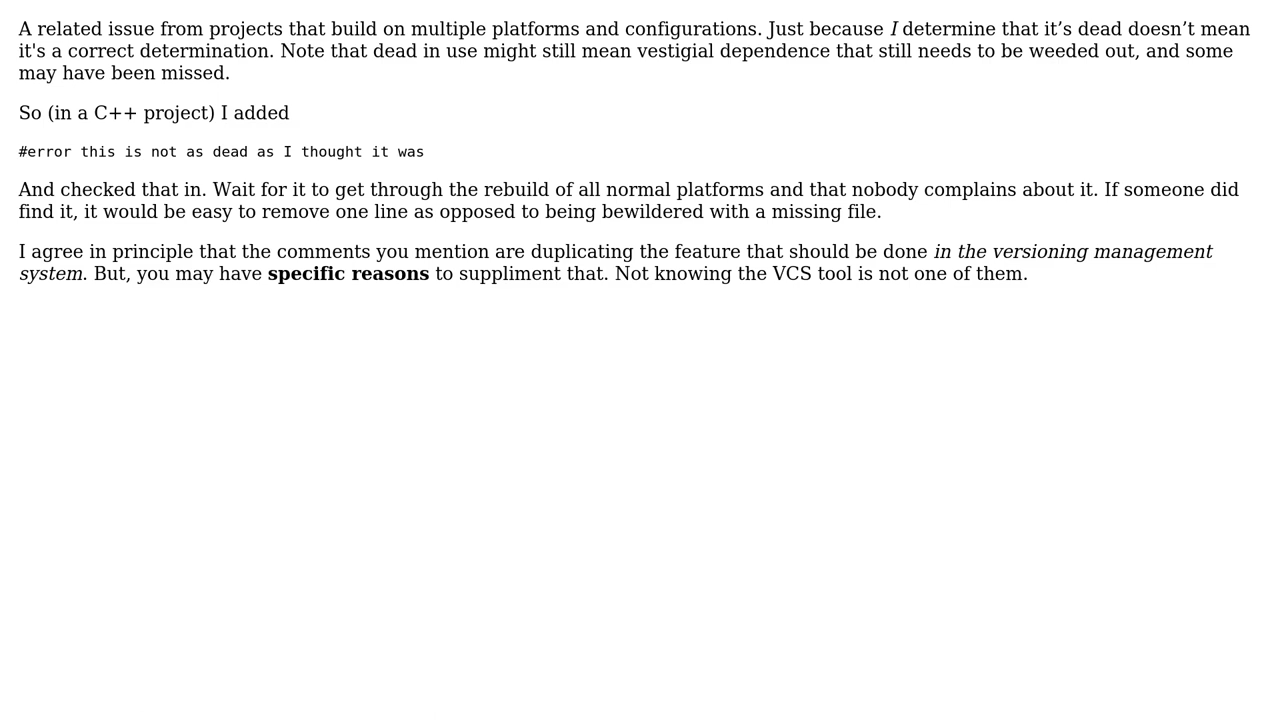 A related issue from projects that build on multiple platforms and configurations. Just because I determine that it’s dead doesn’t mean
it's a correct determination. Note that dead in use might still mean vestigial dependence that still needs to be weeded out, and some
may have been missed.
So (in a C++ project) I added
#error this is not as dead as I thought it was
And checked that in. Wait for it to get through the rebuild of all normal platforms and that nobody complains about it. If someone did
find it, it would be easy to remove one line as opposed to being bewildered with a missing file.
I agree in principle that the comments you mention are duplicating the feature that should be done in the versioning management
system. But, you may have specific reasons to suppliment that. Not knowing the VCS tool is not one of them.